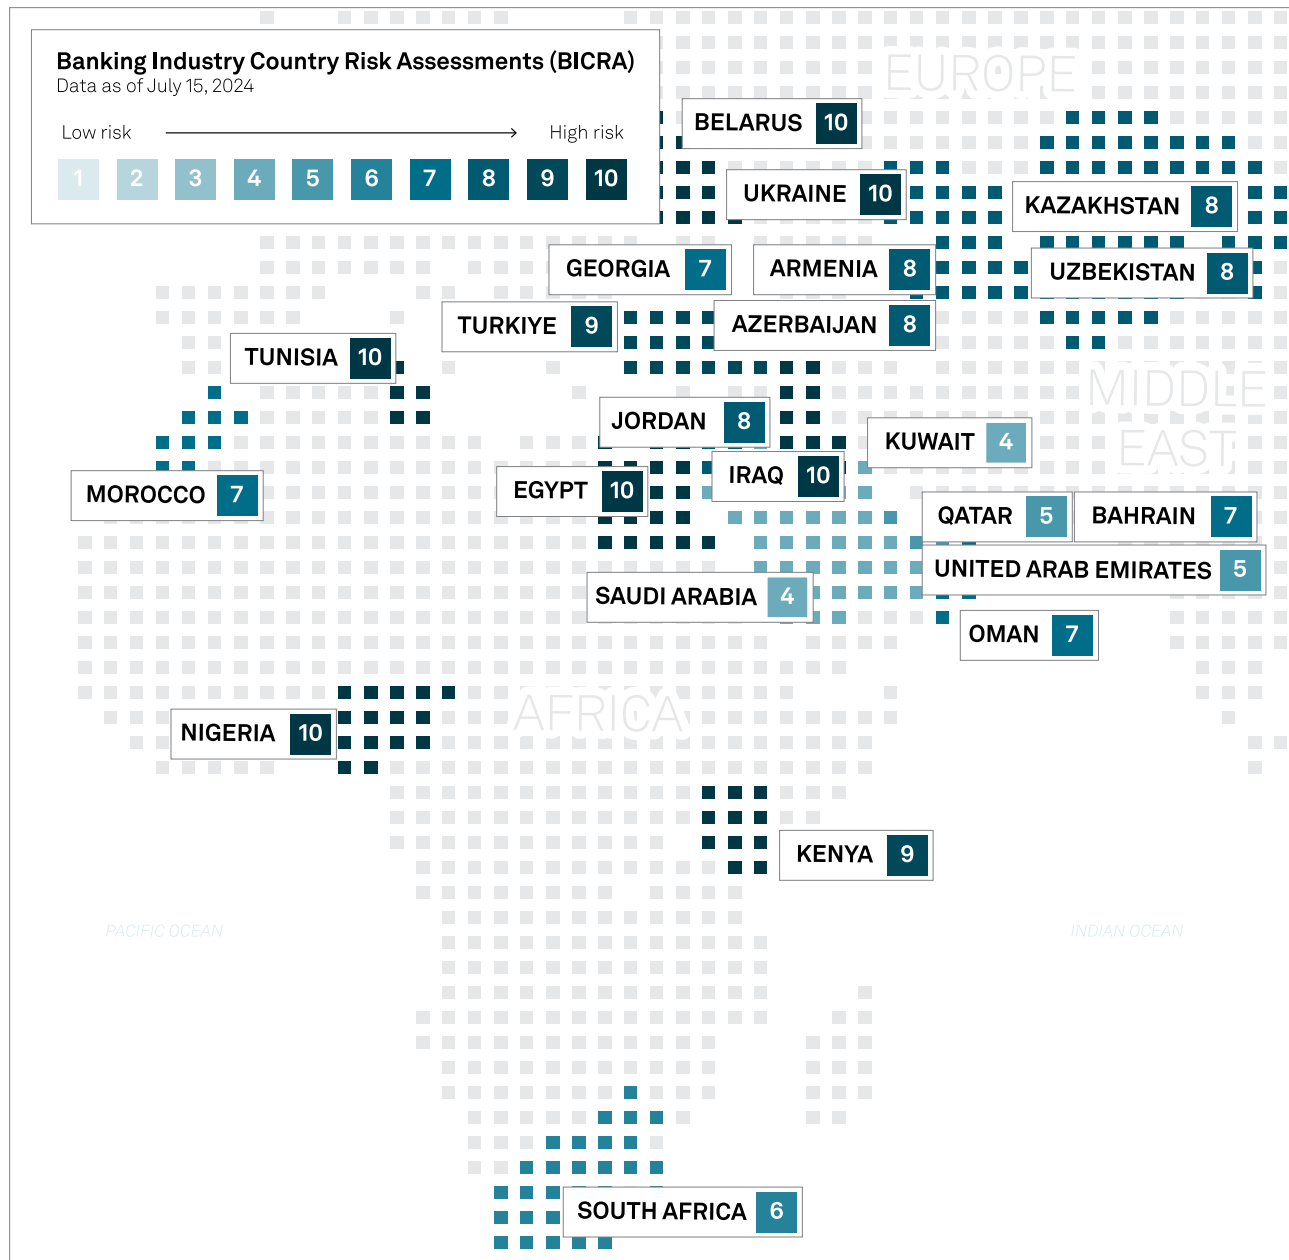 Banking Industry Country Risk Assessments (BICRA)
Data as of July 15, 2024
Low risk High risk
1 2 3 4 5 6 7 8 9 10
EUROPE
BELARUS 10
UKRAINE 10
KAZAKHSTAN 8
GEORGIA 7
ARMENIA 8
UZBEKISTAN 8
TURKIYE 9
AZERBAIJAN 8
TUNISIA 10
MIDDLE
EAST
JORDAN 8
KUWAIT 4
MOROCCO 7
EGYPT 10
IRAQ 10
QATAR 5
BAHRAIN 7
UNITED ARAB EMIRATES 5
SAUDI ARABIA 4
OMAN 7
AFRICA
NIGERIA 10
KENYA 9
PACIFIC OCEAN
INDIAN OCEAN
SOUTH AFRICA 6